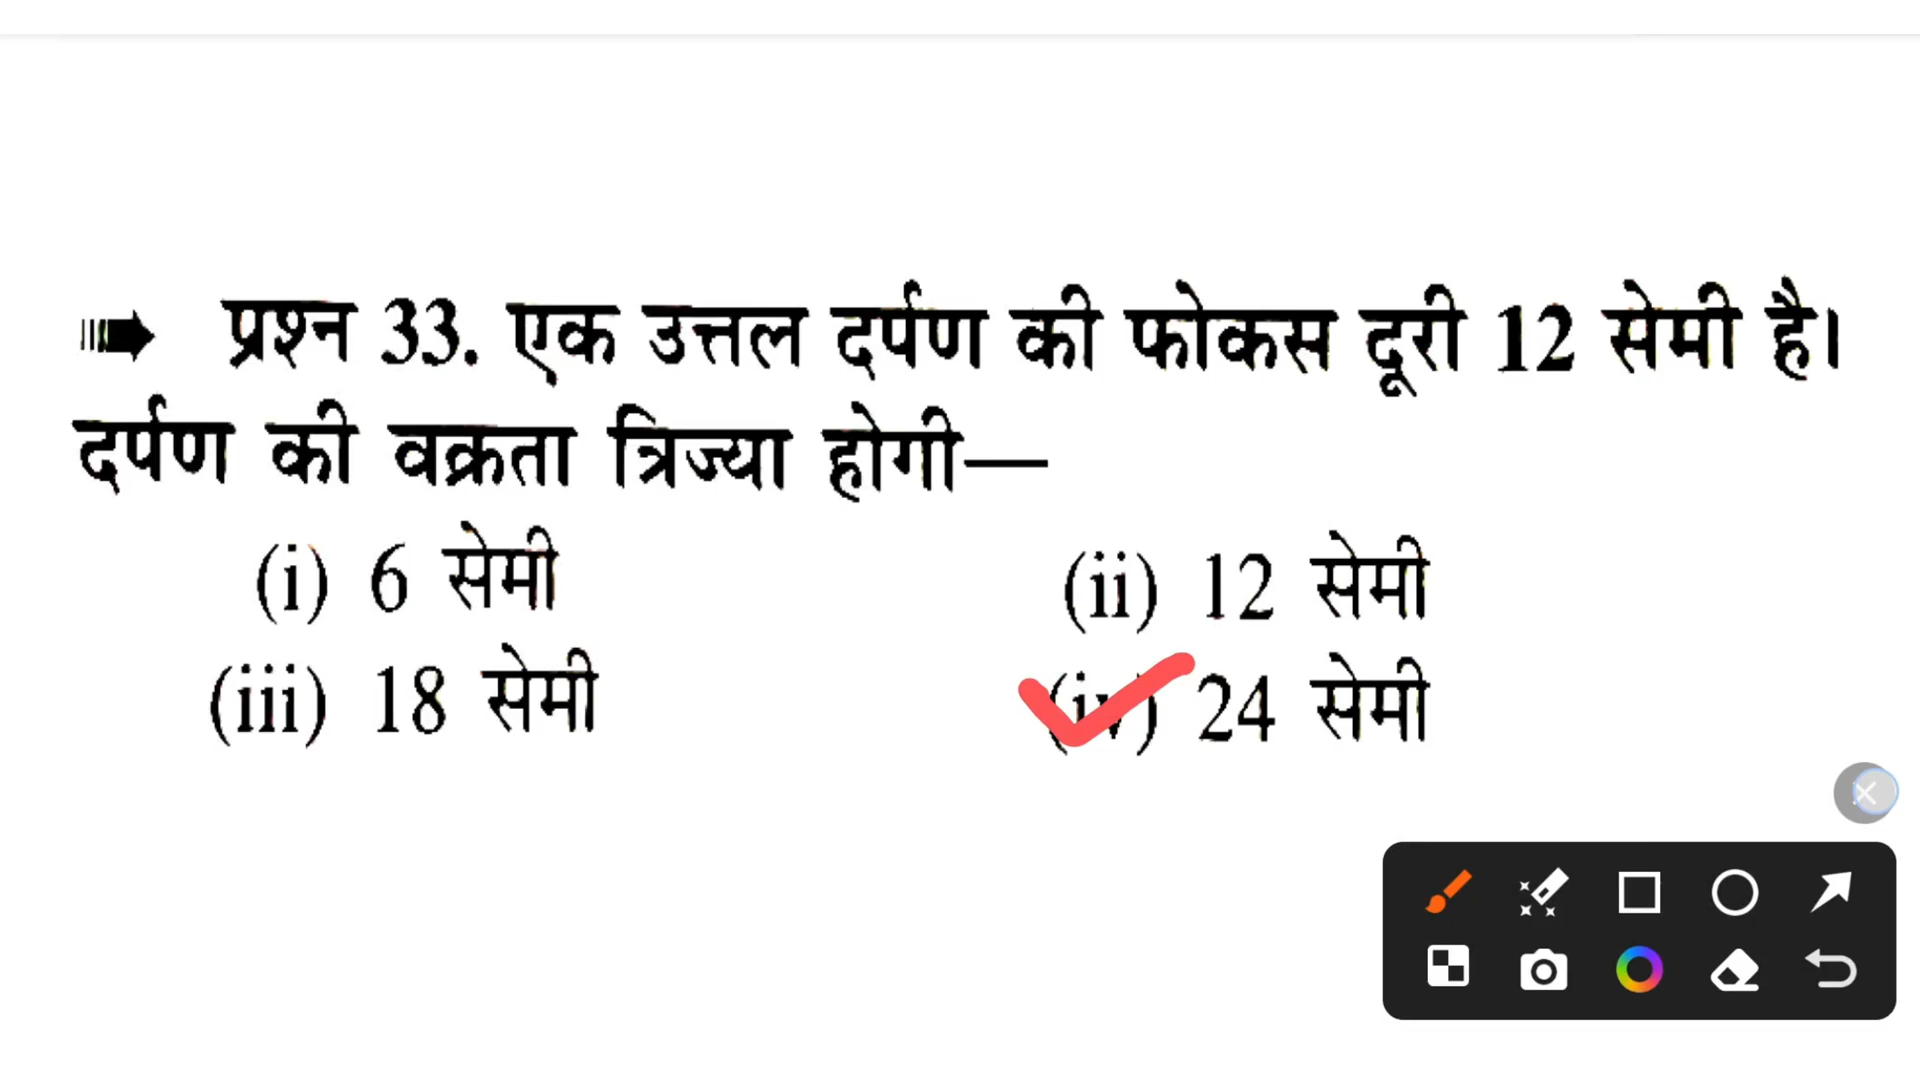 प्रश्न 33. एक उत्तल दर्पण की फोकस दूरी 12 सेमी है।
दर्पण की वक्रता त्रिज्या होगी—
(i) 6 सेमी (ii) 12 सेमी
(iii) 18 सेमी (iv) 24 सेमी